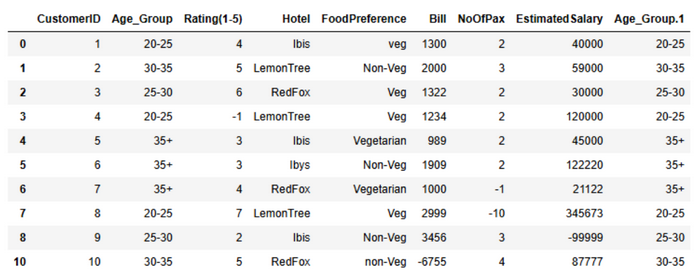 CustomerID Age_Group Rating(1-5) Hotel FoodPreference Bill NoOfPax EstimatedSalary Age_Group.1
0 1 20-25 4 Ibis veg 1300 2 40000 20-25
1 2 30-35 5 LemonTree Non-Veg 2000 3 59000 30-35
2 3 25-30 6 RedFox Veg 1322 2 30000 25-30
3 4 20-25 -1 LemonTree Veg 1234 2 120000 20-25
4 5 35+ 3 Ibis Vegetarian 989 2 45000 35+
5 6 35+ 3 Ibys Non-Veg 1909 2 122220 35+
6 7 35+ 4 RedFox Vegetarian 1000 -1 21122 35+
7 8 20-25 7 LemonTree Veg 2999 -10 345673 20-25
8 9 25-30 2 Ibis Non-Veg 3456 3 -99999 25-30
10 10 30-35 5 RedFox non-Veg -6755 4 87777 30-35